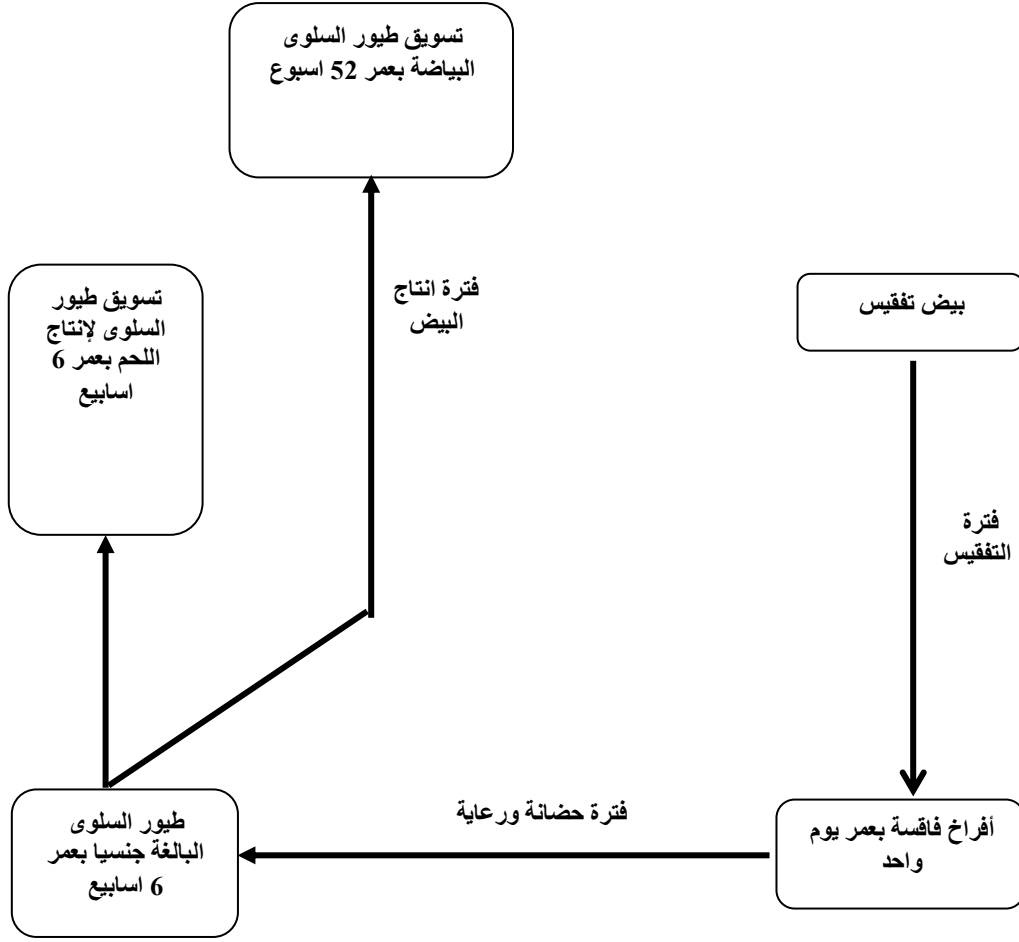 تسويق طيور السلوى
البياضة بعمر 52 اسبوع
فترة انتاج
البيض
تسويق طيور
السلوى لإنتاج
اللحم بعمر 6
اسابيع
بيض تفقيس
فترة
التفقيس
أفراخ فاقسة بعمر يوم
واحد
فترة حضانة ورعاية
طيور السلوى
البالغة جنسيا بعمر
6 اسابيع